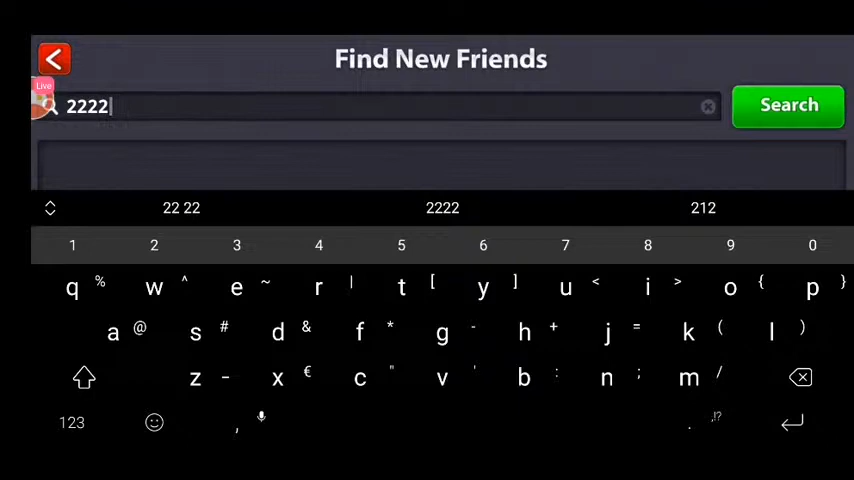 Find New Friends
Live
2222
Search
22 22 2222 212
1 2 3 4 5 6 7 8 9 0
q % w ^ e ~ r | t [ y ] u < i > o { p }
a @ s # d & f * g - h + j = k ( l )
z - x € c " v ' b : n ; m /
123 , . ,!?